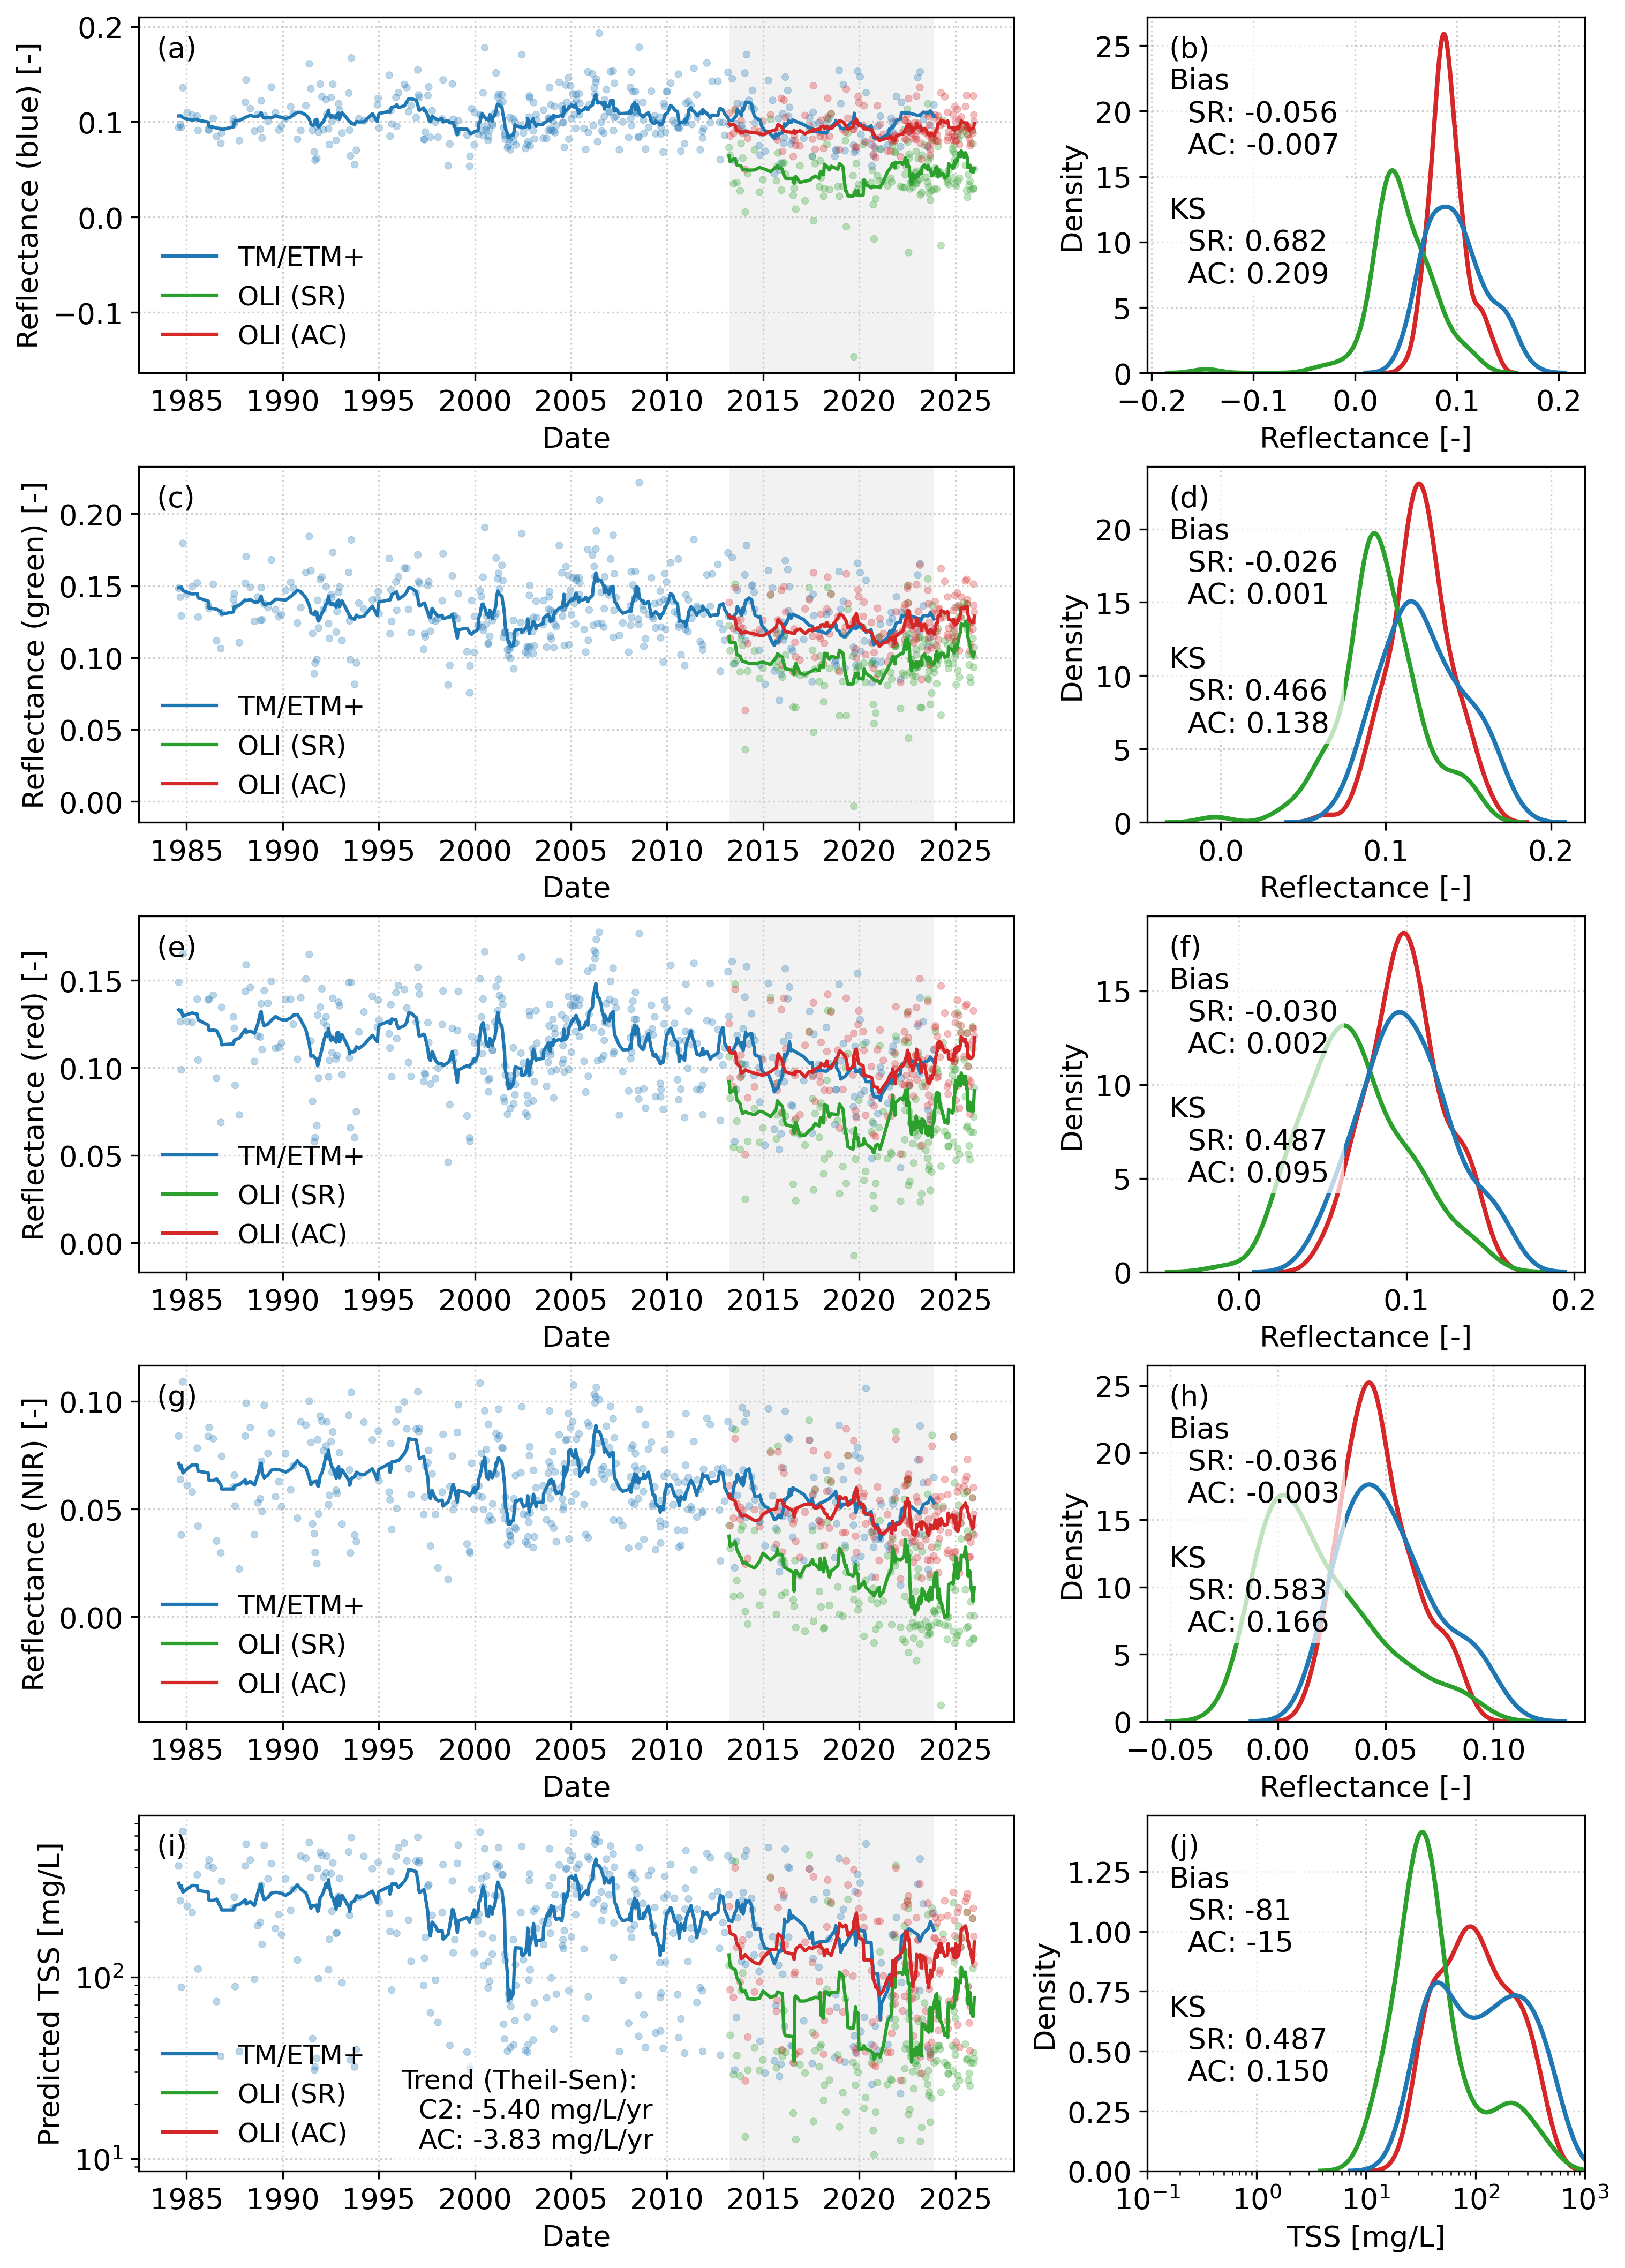 (a)
Reflectance (blue) [-]
0.2
0.1
0.0
−0.1
TM/ETM+
OLI (SR)
OLI (AC)
1985 1990 1995 2000 2005 2010 2015 2020 2025
Date
(b)
Bias
SR: -0.056
AC: -0.007
KS
SR: 0.682
AC: 0.209
Density
25
20
15
10
5
0
−0.2 −0.1 0.0 0.1 0.2
Reflectance [-]
(c)
Reflectance (green) [-]
0.20
0.15
0.10
0.05
0.00
TM/ETM+
OLI (SR)
OLI (AC)
1985 1990 1995 2000 2005 2010 2015 2020 2025
Date
(d)
Bias
SR: -0.026
AC: 0.001
KS
SR: 0.466
AC: 0.138
Density
20
15
10
5
0
0.0 0.1 0.2
Reflectance [-]
(e)
Reflectance (red) [-]
0.15
0.10
0.05
0.00
TM/ETM+
OLI (SR)
OLI (AC)
1985 1990 1995 2000 2005 2010 2015 2020 2025
Date
(f)
Bias
SR: -0.030
AC: 0.002
KS
SR: 0.487
AC: 0.095
Density
15
10
5
0
0.0 0.1 0.2
Reflectance [-]
(g)
Reflectance (NIR) [-]
0.10
0.05
0.00
TM/ETM+
OLI (SR)
OLI (AC)
1985 1990 1995 2000 2005 2010 2015 2020 2025
Date
(h)
Bias
SR: -0.036
AC: -0.003
KS
SR: 0.583
AC: 0.166
Density
25
20
15
10
5
0
−0.05 0.00 0.05 0.10
Reflectance [-]
(i)
Predicted TSS [mg/L]
10²
10¹
TM/ETM+
OLI (SR)
OLI (AC)
Trend (Theil-Sen):
C2: -5.40 mg/L/yr
AC: -3.83 mg/L/yr
1985 1990 1995 2000 2005 2010 2015 2020 2025
Date
(j)
Bias
SR: -81
AC: -15
KS
SR: 0.487
AC: 0.150
Density
1.25
1.00
0.75
0.50
0.25
0.00
10⁻¹ 10⁰ 10¹ 10² 10³
TSS [mg/L]